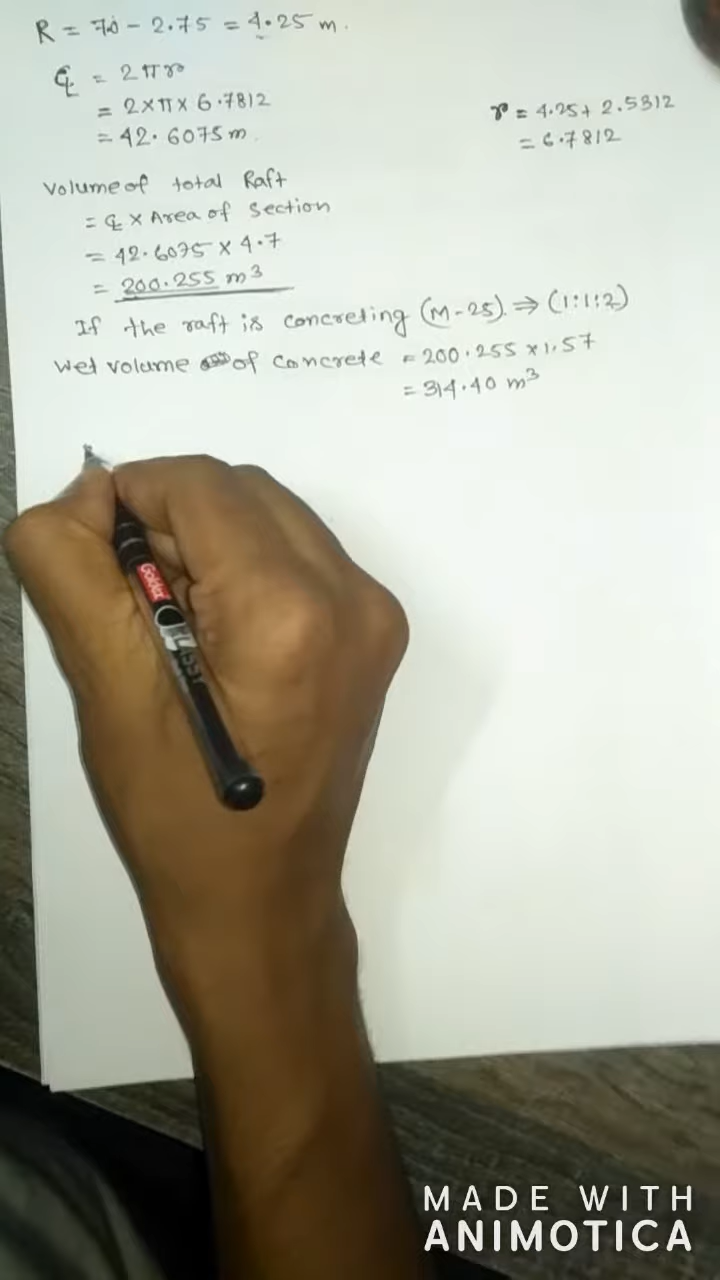 R = 7.0 - 2.75 = 4.25 m.
℄ = 2πr
= 2×π× 6.7812
= 42.6075 m.
r = 4.25 + 2.5312
= 6.7812
Volume of total Raft
= ℄ × Area of Section
= 42.6075 × 4.7
= 200.255 m³
If the raft is concreting (M-25) ⇒ (1:1:2)
Wet volume of concrete = 200.255 × 1.57
= 314.40 m³
Goldex
CLASSY
MADE WITH
ANIMOTICA